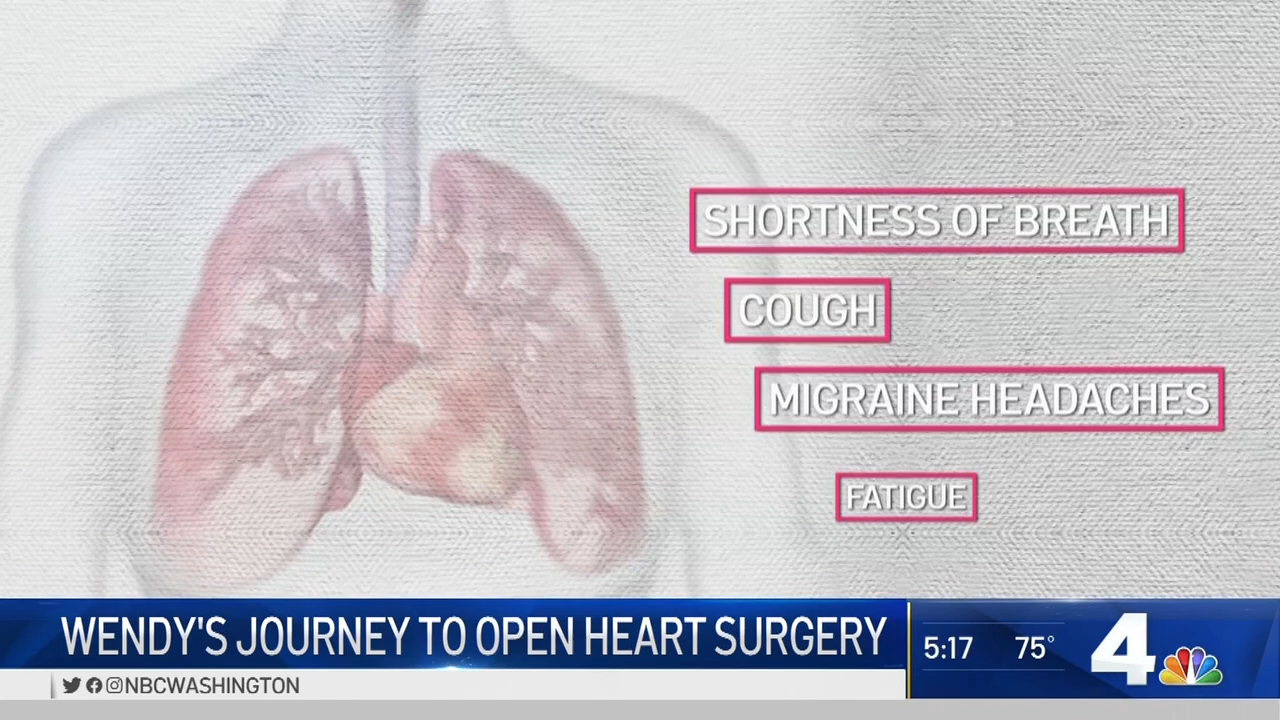 SHORTNESS OF BREATH
COUGH
MIGRAINE HEADACHES
FATIGUE
WENDY'S JOURNEY TO OPEN HEART SURGERY
5:17 75°
4
NBCWASHINGTON